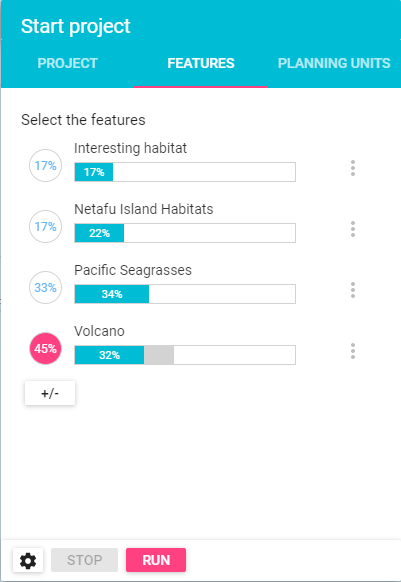 Start project
PROJECT FEATURES PLANNING UNITS
Select the features
Interesting habitat
17% 17%
Netafu Island Habitats
17% 22%
Pacific Seagrasses
33% 34%
Volcano
45% 32%
+/-
STOP RUN